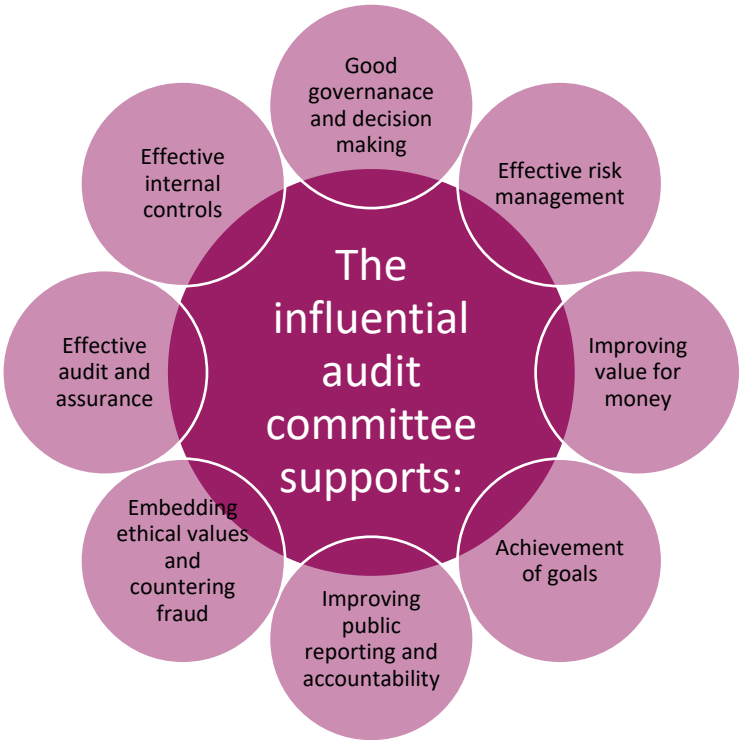 The
influential
audit
committee
supports:
Good
governanace
and decision
making
Effective risk
management
Improving
value for
money
Achievement
of goals
Improving
public
reporting and
accountability
Embedding
ethical values
and
countering
fraud
Effective
audit and
assurance
Effective
internal
controls